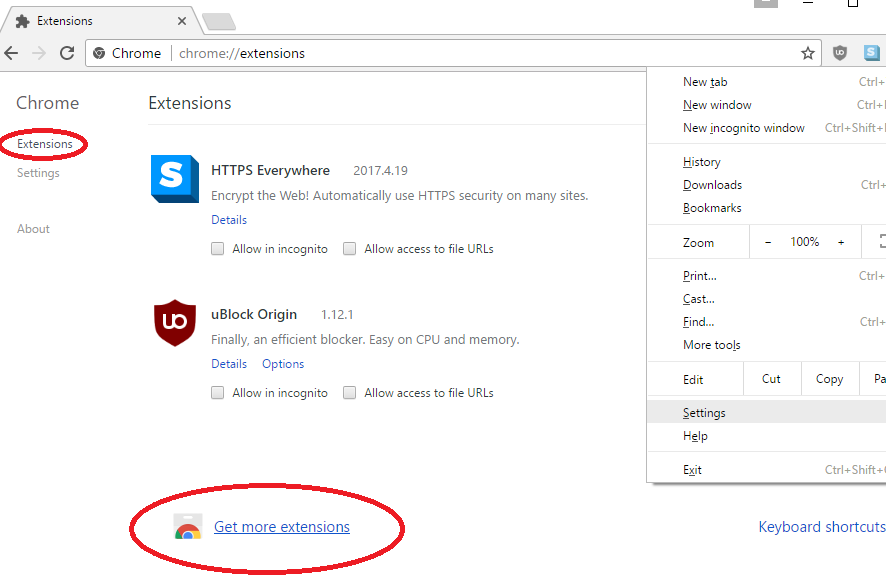 Extensions
Chrome chrome://extensions
Chrome
Extensions
Settings
About
Extensions
HTTPS Everywhere 2017.4.19
Encrypt the Web! Automatically use HTTPS security on many sites.
Details
Allow in incognito Allow access to file URLs
uBlock Origin 1.12.1
Finally, an efficient blocker. Easy on CPU and memory.
Details Options
Allow in incognito Allow access to file URLs
Get more extensions
Keyboard shortcuts
New tab Ctrl+
New window Ctrl+
New incognito window Ctrl+Shift+
History
Downloads Ctrl+
Bookmarks
Zoom - 100% +
Print... Ctrl+
Cast...
Find... Ctrl+
More tools
Edit Cut Copy Pa
Settings
Help
Exit Ctrl+Shift+